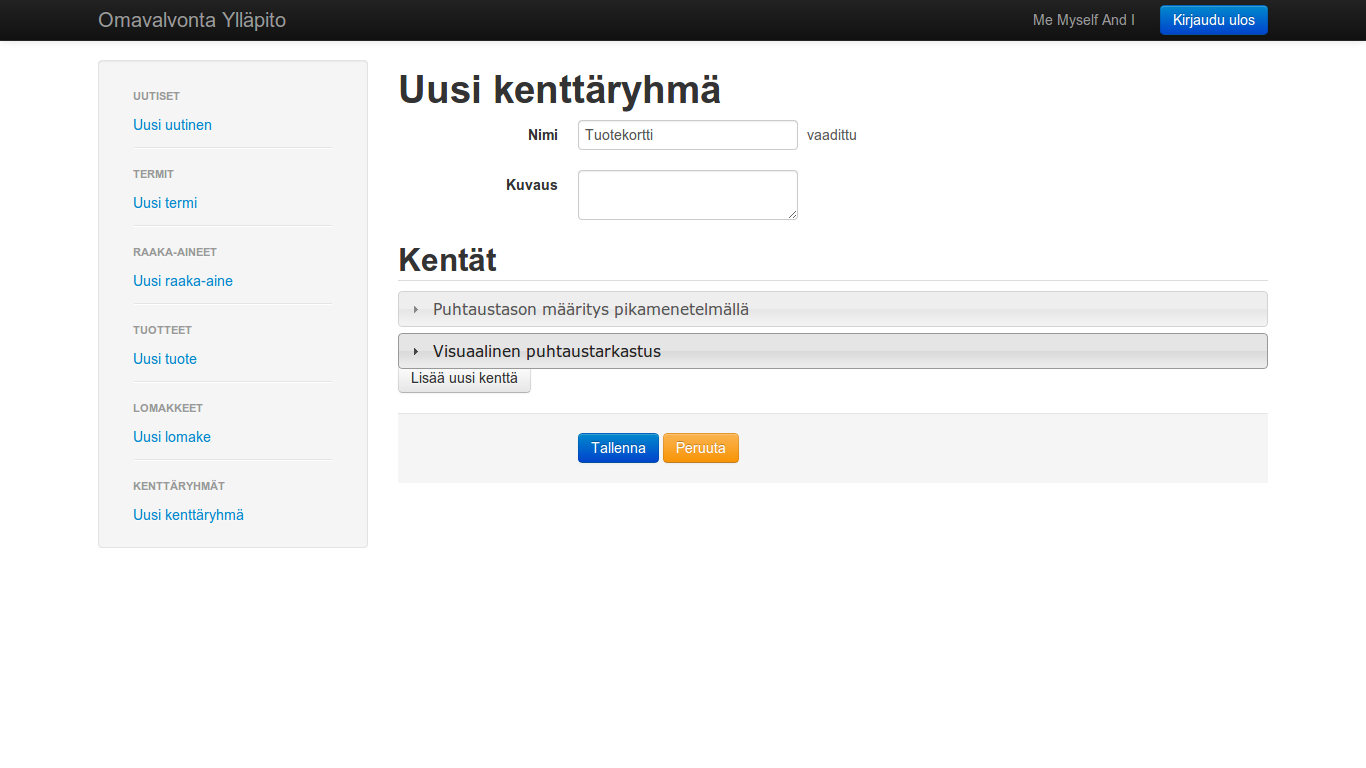 Omavalvonta Ylläpito
Me Myself And I
Kirjaudu ulos
UUTISET
Uusi uutinen
TERMIT
Uusi termi
RAAKA-AINEET
Uusi raaka-aine
TUOTTEET
Uusi tuote
LOMAKKEET
Uusi lomake
KENTTÄRYHMÄT
Uusi kenttäryhmä
Uusi kenttäryhmä
Nimi Tuotekortti vaadittu
Kuvaus
Kentät
Puhtaustason määritys pikamenetelmällä
Visuaalinen puhtaustarkastus
Lisää uusi kenttä
Tallenna Peruuta